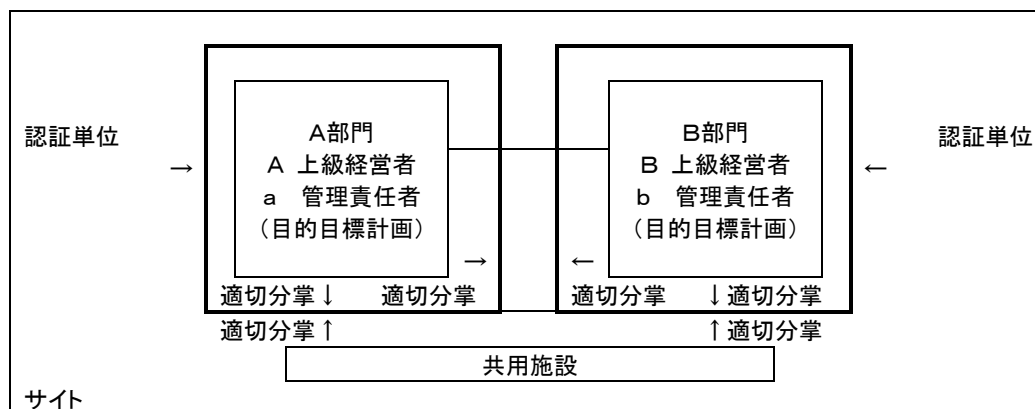 認証単位
認証単位
→
←
A部門
A 上級経営者
a 管理責任者
(目的目標計画)
→
B部門
B 上級経営者
b 管理責任者
(目的目標計画)
←
適切分掌↓ 適切分掌
適切分掌 ↓適切分掌
適切分掌↑
↑適切分掌
共用施設
サイト